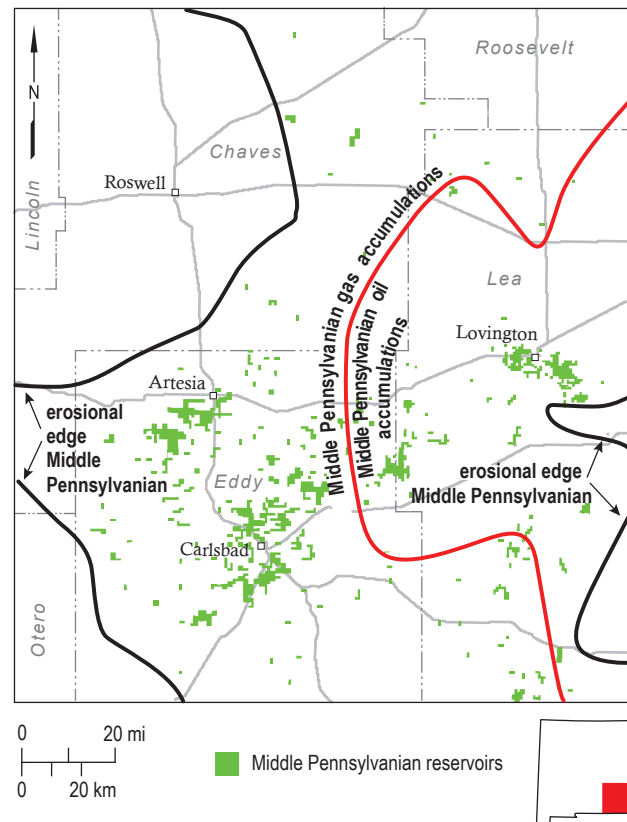 Roosevelt
N
Chaves
Roswell
Lincoln
Middle Pennsylvanian gas accumulations
Middle Pennsylvanian oil
accumulations
Lea
Lovington
Artesia
erosional
edge
Middle
Pennsylvanian
erosional edge
Middle Pennsylvanian
Eddy
Carlsbad
Otero
0 20 mi
0 20 km
Middle Pennsylvanian reservoirs